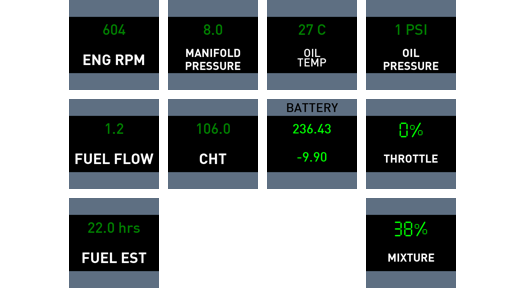 604
ENG RPM
8.0
MANIFOLD
PRESSURE
27 C
OIL
TEMP
1 PSI
OIL
PRESSURE
1.2
FUEL FLOW
106.0
CHT
BATTERY
236.43
-9.90
0%
THROTTLE
22.0 hrs
FUEL EST
38%
MIXTURE